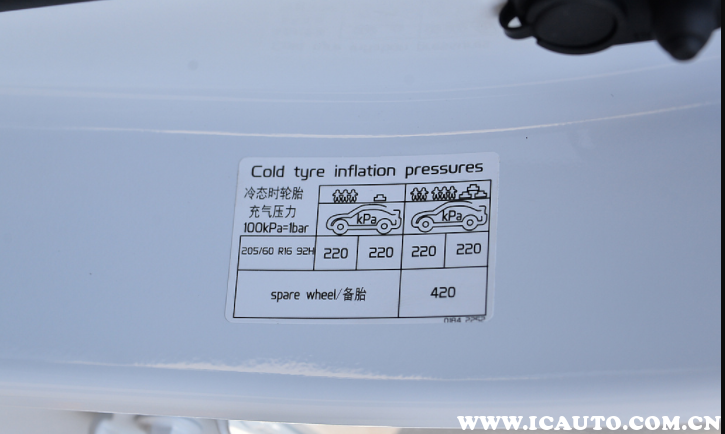 Cold tyre inflation pressures
冷态时轮胎
充气压力
100kPa=1bar
kPa kPa
205/60 R16 92H 220 220 220 220
spare wheel/备胎 420
WWW.ICAUTO.COM.CN